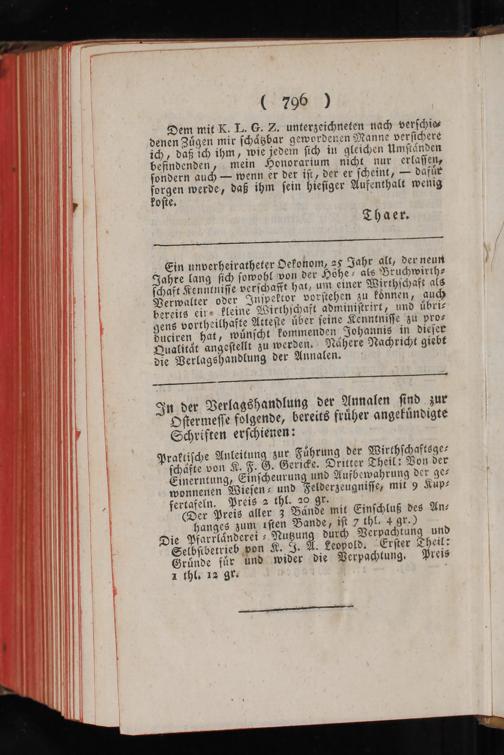 ( 796 )
Dem mit K. L. G. Z. unterzeichneten nach verschie-
denen Zügen mir schätzbar gewordenen Manne versichere
ich, daß ich ihm, wie jedem sich in gleichen Umständen
befindenden, mein Honorarium nicht nur erlassen,
sondern auch — wenn er der ist, der er scheint, — dafür
sorgen werde, daß ihm sein hiesiger Aufenthalt wenig
koste.
Thaer.
Ein unverheiratheter Oekonom, 25 Jahr alt, der neun
Jahre lang sich sowohl von der Höhe- als Bruchwirth-
schaft Kenntnisse verschafft hat, um einer Wirthschaft als
Verwalter oder Inspektor vorstehen zu können, auch
bereits eine kleine Wirthschaft administrirt, und übri-
gens vortheilhafte Atteste über seine Kenntnisse zu pro-
duciren hat, wünscht kommenden Johannis in dieser
Qualität angestellt zu werden. Nähere Nachricht giebt
die Verlagshandlung der Annalen.
In der Verlagshandlung der Annalen sind zur
Ostermesse folgende, bereits früher angekündigte
Schriften erschienen:
Praktische Anleitung zur Führung der Wirthschaftsge-
schäfte von K. F. G. Gericke. Dritter Theil: Von der
Einerntung, Einscheurung und Aufbewahrung der ge-
wonnenen Wiesen- und Felderzeugnisse, mit 9 Kup-
fertafeln. Preis 2 thl. 20 gr.
(Der Preis aller 3 Bände mit Einschluß des An-
hanges zum 1sten Bande, ist 7 thl. 4 gr.)
Die Pfarrländerei-Nutzung durch Verpachtung und
Selbstbetrieb von K. J. A. Leopold. Erster Theil:
Gründe für und wider die Verpachtung. Preis
1 thl. 12 gr.